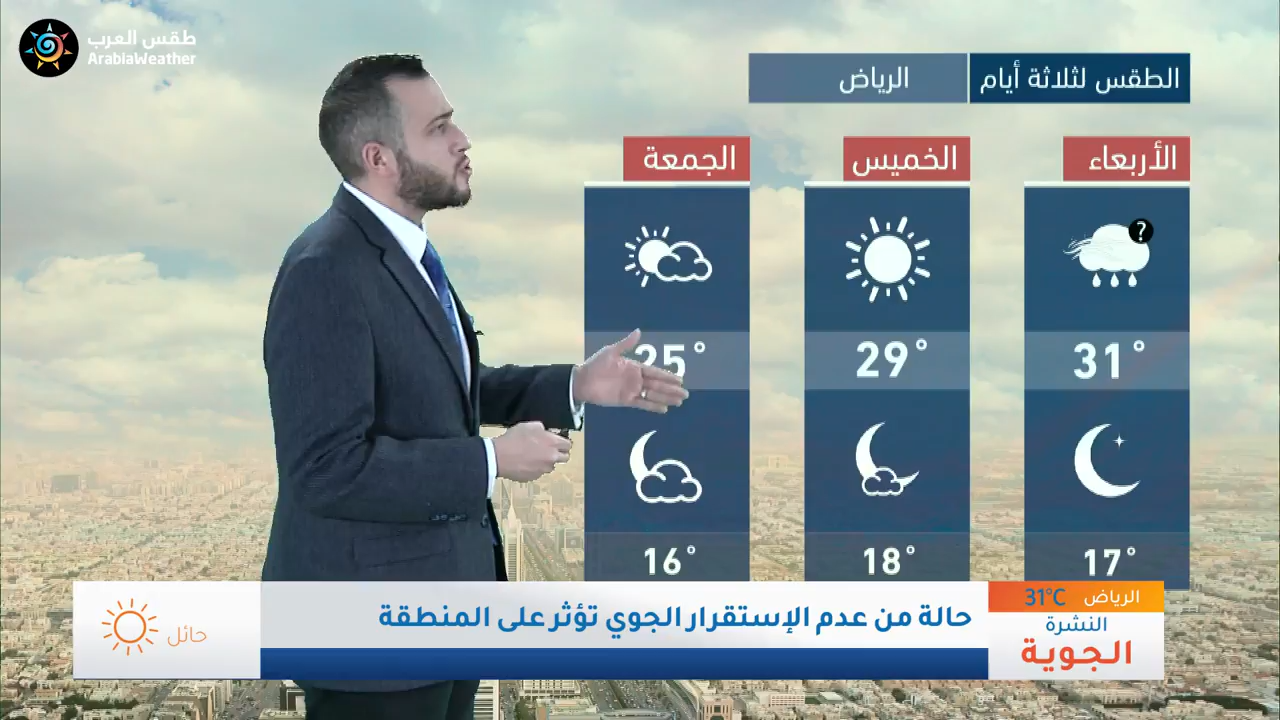 طقس العرب
ArabiaWeather
الطقس لثلاثة أيام
الرياض
الأربعاء
الخميس
الجمعة
?
31°
29°
25°
17°
18°
16°
الرياض 31°C
النشرة
الجوية
حالة من عدم الإستقرار الجوي تؤثر على المنطقة
حائل